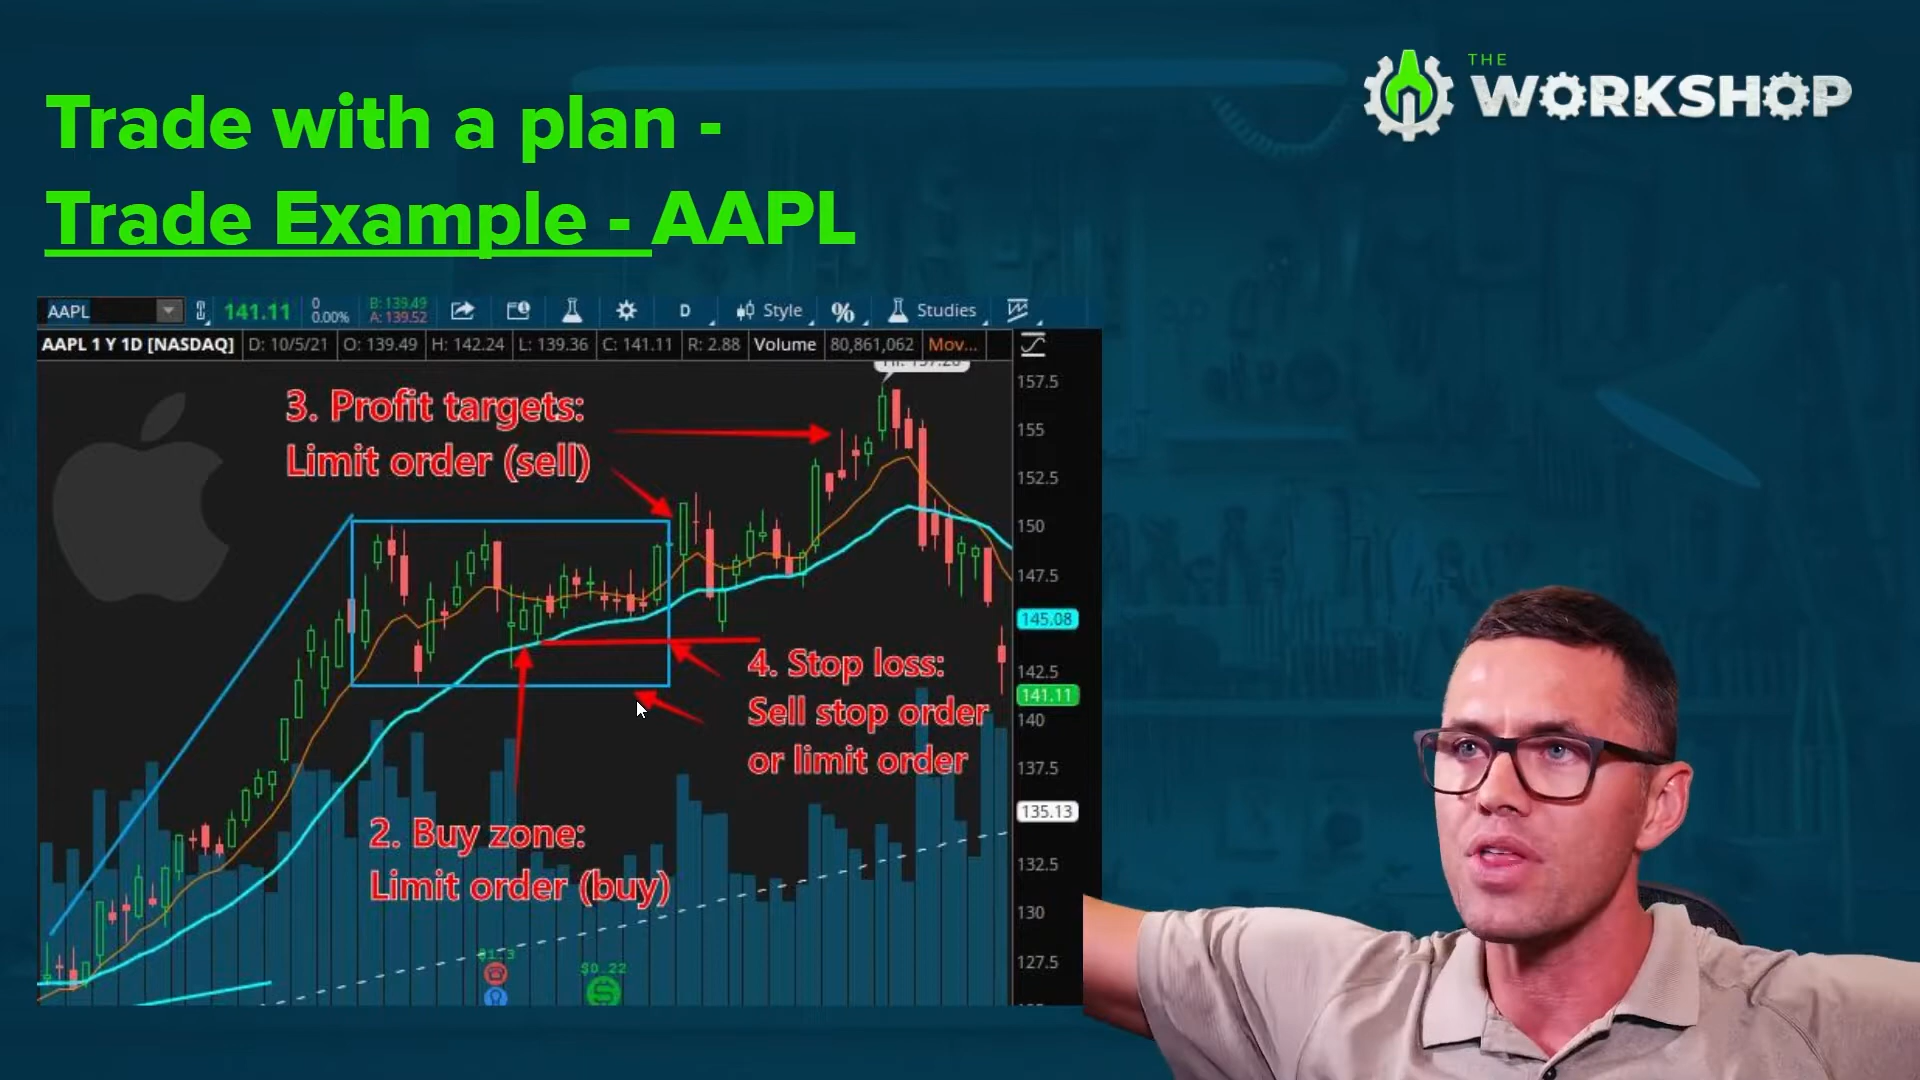 THE
WORKSHOP
Trade with a plan -
Trade Example - AAPL
AAPL 141.11 0 0.00% B: 139.49 A: 139.52 D Style % Studies
AAPL 1 Y 1D [NASDAQ] D: 10/5/21 O: 139.49 H: 142.24 L: 139.36 C: 141.11 R: 2.88 Volume 80,861,062 Mov...
157.5
3. Profit targets:
Limit order (sell)
155
152.5
150
147.5
145.08
4. Stop loss:
Sell stop order
or limit order
142.5
141.11
140
137.5
135.13
2. Buy zone:
Limit order (buy)
132.5
130
127.5
$0.22